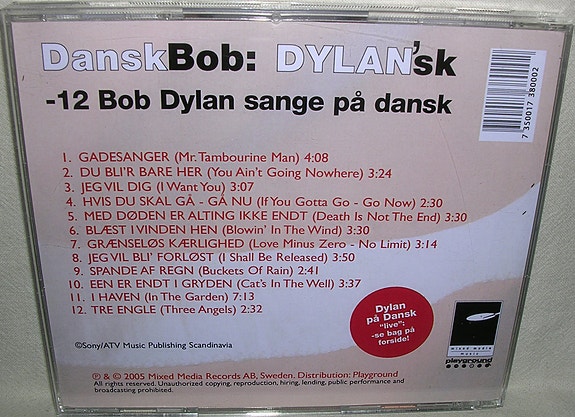 DanskBob: DYLAN'sk
-12 Bob Dylan sange på dansk
7 350017 380002
1. GADESANGER (Mr. Tambourine Man) 4:08
2. DU BLI'R BARE HER (You Ain't Going Nowhere) 3:24
3. JEG VIL DIG (I Want You) 3:07
4. HVIS DU SKAL GÅ - GÅ NU (If You Gotta Go - Go Now) 2:30
5. MED DØDEN ER ALTING IKKE ENDT (Death Is Not The End) 3:30
6. BLÆST I VINDEN HEN (Blowin' In The Wind) 3:30
7. GRÆNSELØS KÆRLIGHED (Love Minus Zero - No Limit) 3:14
8. JEG VIL BLI' FORLØST (I Shall Be Released) 3:50
9. SPANDE AF REGN (Buckets Of Rain) 2:41
10. EEN ER ENDT I GRYDEN (Cat's In The Well) 3:37
11. I HAVEN (In The Garden) 7:13
12. TRE ENGLE (Three Angels) 2:32
Dylan
på Dansk
"live":
-se bag på
forside!
mixed media
music
playground
©Sony/ATV Music Publishing Scandinavia
℗ & © 2005 Mixed Media Records AB, Sweden. Distribution: Playground
All rights reserved. Unauthorized copying, reproduction, hiring, lending, public performance and
broadcasting prohibited.